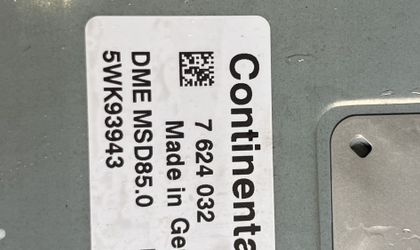 Continenta
7 624 032
Made in Ge
DME MSD85.0
5WK93943